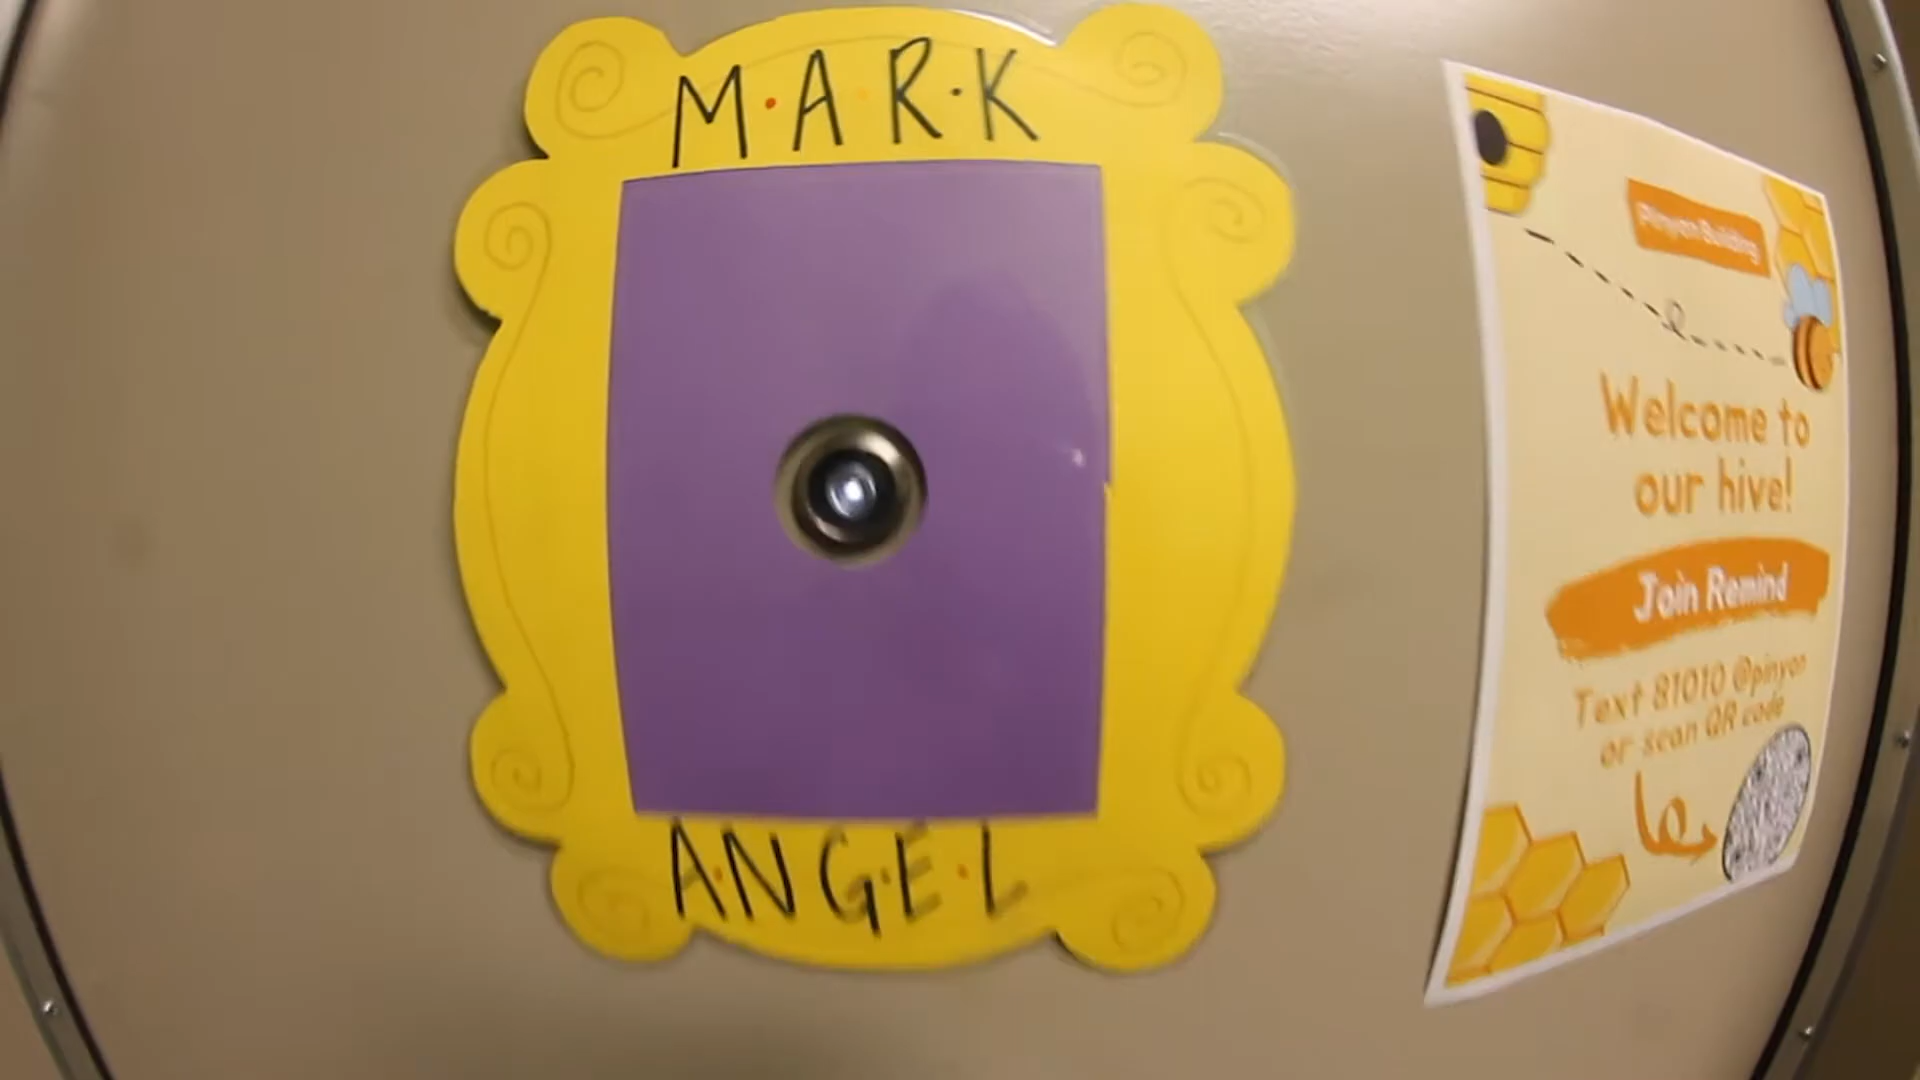 M·A·R·K
A·N·G·E·L
Pinyon Building
Welcome to
our hive!
Join Remind
Text 81010 @pinyon
or scan QR code